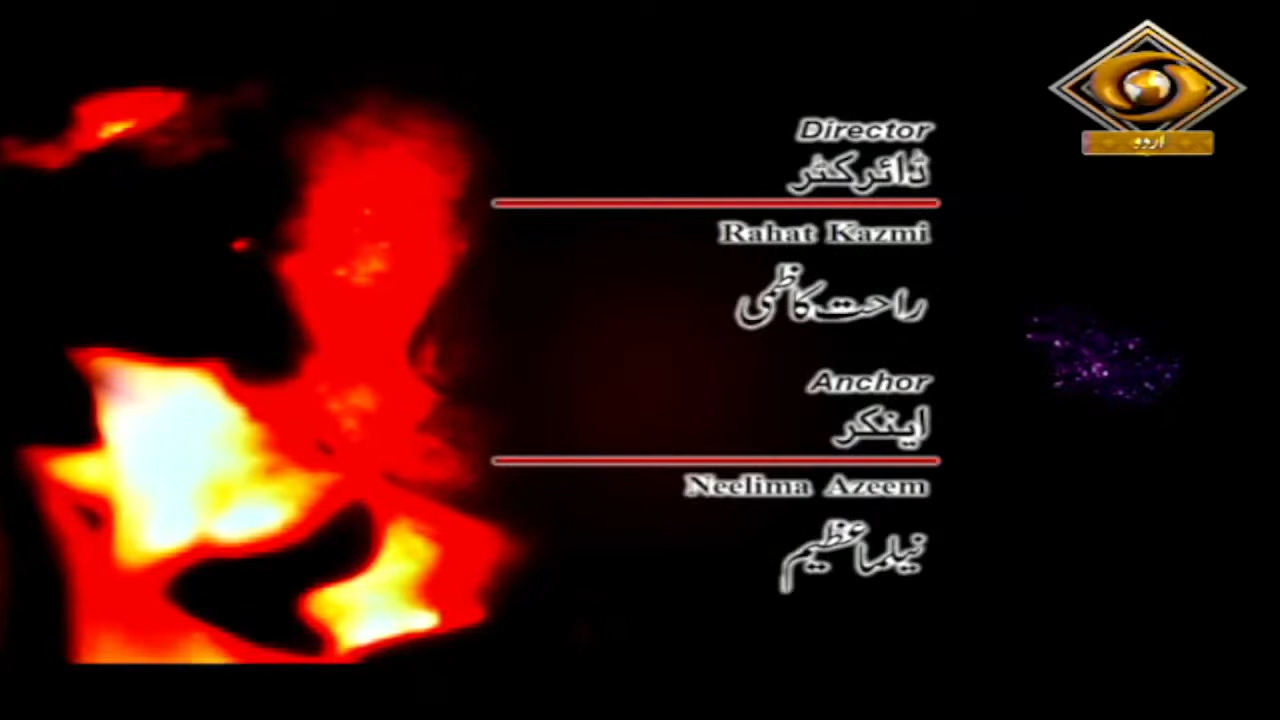 اردو
Director
ڈائرکٹر
Rahat Kazmi
راحت کاظمی
Anchor
اینکر
Neelima Azeem
نیلما عظیم